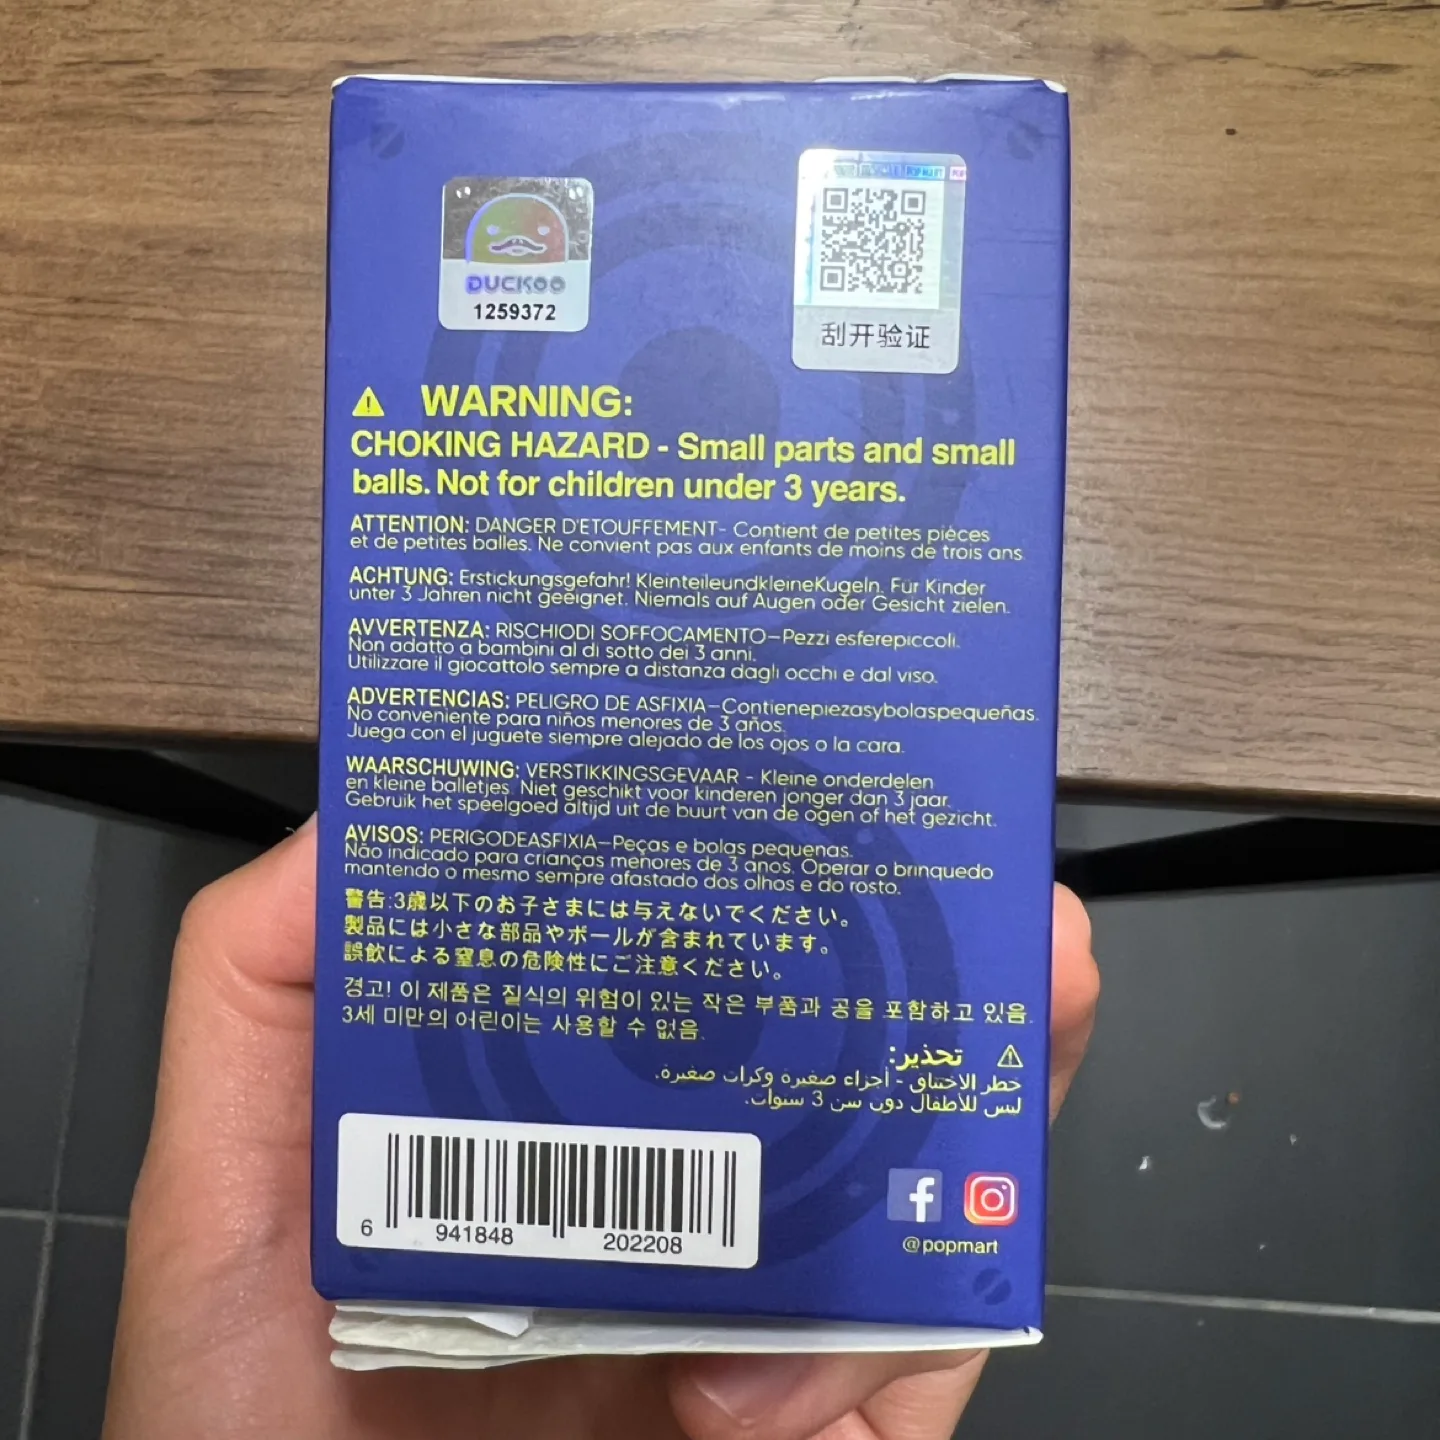 DUCKOO
1259372
POP MART
刮开验证
WARNING:
CHOKING HAZARD - Small parts and small
balls. Not for children under 3 years.
ATTENTION: DANGER D'ETOUFFEMENT- Contient de petites pièces
et de petites balles. Ne convient pas aux enfants de moins de trois ans.
ACHTUNG: Erstickungsgefahr! KleinteileundkleineKugeln. Für Kinder
unter 3 Jahren nicht geeignet. Niemals auf Augen oder Gesicht zielen.
AVVERTENZA: RISCHIODI SOFFOCAMENTO–Pezzi esferepiccoli.
Non adatto a bambini al di sotto dei 3 anni.
Utilizzare il giocattolo sempre a distanza dagli occhi e dal viso.
ADVERTENCIAS: PELIGRO DE ASFIXIA–Contienepiezasybolaspequeñas.
No conveniente para niños menores de 3 años.
Juega con el juguete siempre alejado de los ojos o la cara.
WAARSCHUWING: VERSTIKKINGSGEVAAR - Kleine onderdelen
en kleine balletjes. Niet geschikt voor kinderen jonger dan 3 jaar.
Gebruik het speelgoed altijd uit de buurt van de ogen of het gezicht.
AVISOS: PERIGODEASFIXIA–Peças e bolas pequenas.
Não indicado para crianças menores de 3 anos. Operar o brinquedo
mantendo o mesmo sempre afastado dos olhos e do rosto.
警告:3歳以下のお子さまには与えないでください。
製品には小さな部品やボールが含まれています。
誤飲による窒息の危険性にご注意ください。
경고! 이 제품은 질식의 위험이 있는 작은 부품과 공을 포함하고 있음.
3세 미만의 어린이는 사용할 수 없음.
تحذير:
خطر الاختناق - أجزاء صغيرة وكرات صغيرة.
ليس للأطفال دون سن 3 سنوات.
6 941848 202208
@popmart